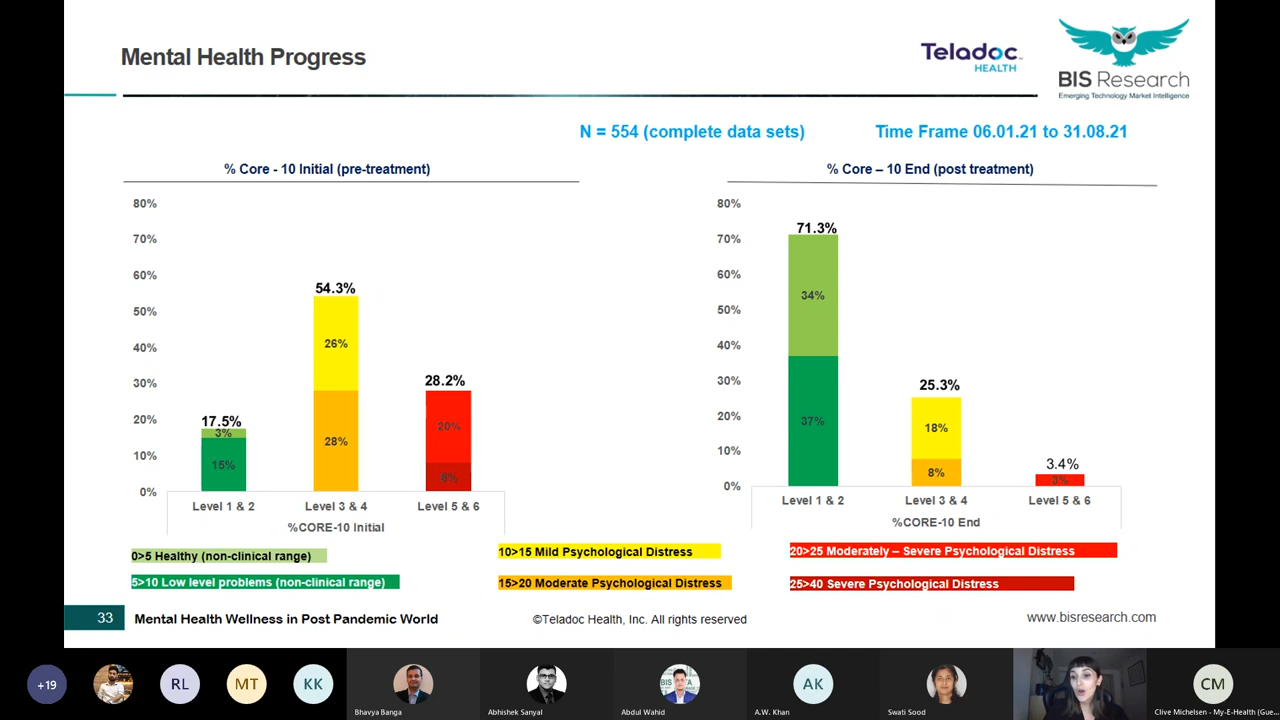 Mental Health Progress
Teladoc
HEALTH
BIS Research
Emerging Technology Market Intelligence
N = 554 (complete data sets)
Time Frame 06.01.21 to 31.08.21
% Core - 10 Initial (pre-treatment)
80%
70%
60%
50%
40%
30%
20%
10%
0%
17.5%
3%
15%
54.3%
26%
28%
28.2%
20%
8%
Level 1 & 2
Level 3 & 4
Level 5 & 6
%CORE-10 Initial
% Core – 10 End (post treatment)
80%
70%
60%
50%
40%
30%
20%
10%
0%
71.3%
34%
37%
25.3%
18%
8%
3.4%
3%
Level 1 & 2
Level 3 & 4
Level 5 & 6
%CORE-10 End
0>5 Healthy (non-clinical range)
10>15 Mild Psychological Distress
20>25 Moderately – Severe Psychological Distress
5>10 Low level problems (non-clinical range)
15>20 Moderate Psychological Distress
25>40 Severe Psychological Distress
33
Mental Health Wellness in Post Pandemic World
©Teladoc Health, Inc. All rights reserved
www.bisresearch.com
+19
RL
MT
KK
Bhavya Banga
Abhishek Sanyal
BIS
Abdul Wahid
AK
A.W. Khan
Swati Sood
CM
Clive Michelsen - My-E-Health (Gue...